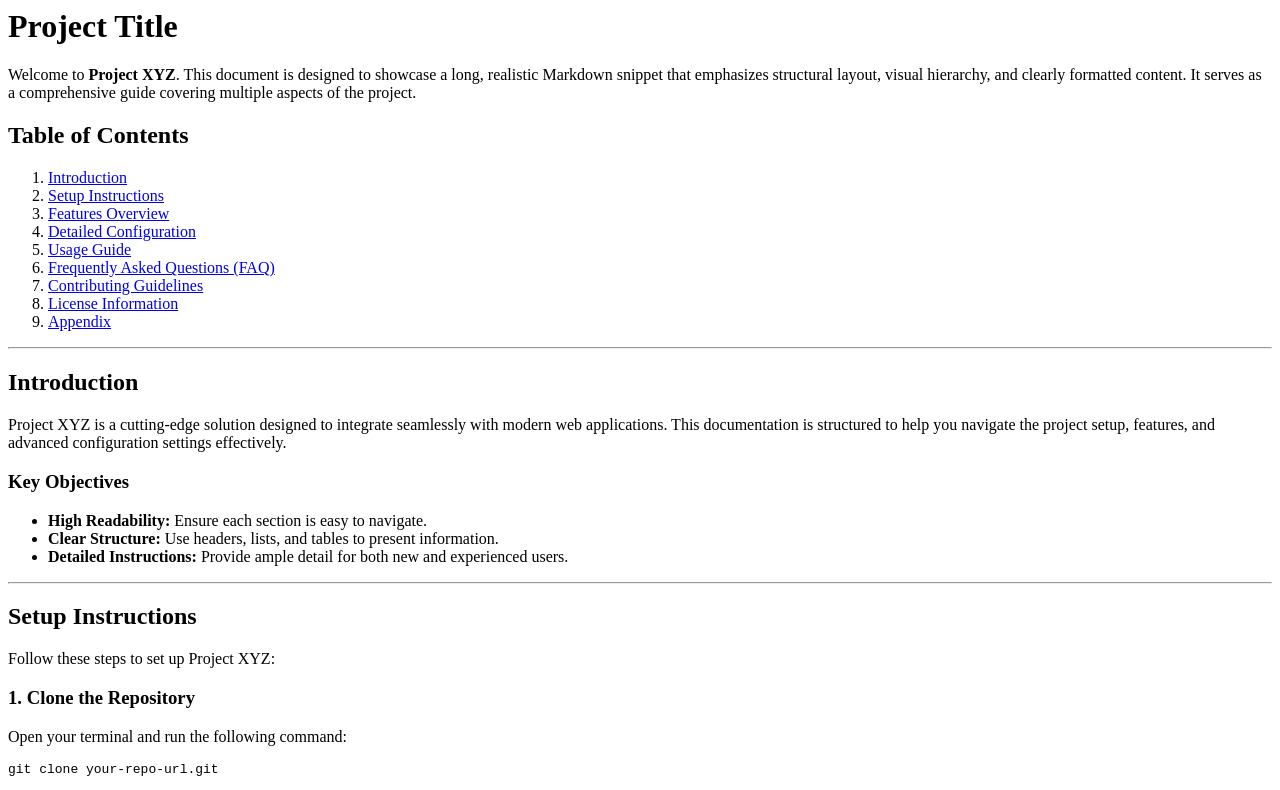 Project Title
Welcome to Project XYZ. This document is designed to showcase a long, realistic Markdown snippet that emphasizes structural layout, visual hierarchy, and clearly formatted content. It serves as
a comprehensive guide covering multiple aspects of the project.
Table of Contents
1. Introduction
2. Setup Instructions
3. Features Overview
4. Detailed Configuration
5. Usage Guide
6. Frequently Asked Questions (FAQ)
7. Contributing Guidelines
8. License Information
9. Appendix
Introduction
Project XYZ is a cutting-edge solution designed to integrate seamlessly with modern web applications. This documentation is structured to help you navigate the project setup, features, and
advanced configuration settings effectively.
Key Objectives
• High Readability: Ensure each section is easy to navigate.
• Clear Structure: Use headers, lists, and tables to present information.
• Detailed Instructions: Provide ample detail for both new and experienced users.
Setup Instructions
Follow these steps to set up Project XYZ:
1. Clone the Repository
Open your terminal and run the following command:
git clone your-repo-url.git